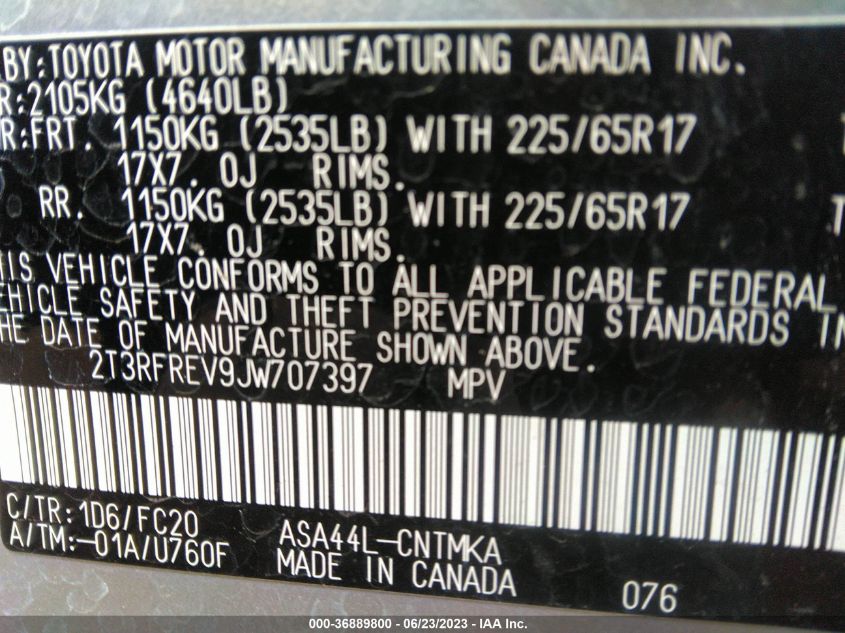 BY: TOYOTA MOTOR MANUFACTURING CANADA INC.
R: 2105KG (4640LB)
R: FRT. 1150KG (2535LB) WITH 225/65R17 T
17X7. 0J RIMS.
RR. 1150KG (2535LB) WITH 225/65R17 T
17X7. 0J RIMS.
HIS VEHICLE CONFORMS TO ALL APPLICABLE FEDERAL
EHICLE SAFETY AND THEFT PREVENTION STANDARDS IN
HE DATE OF MANUFACTURE SHOWN ABOVE.
2T3RFREV9JW707397 MPV
C/TR: 1D6/FC20
A/TM: -01A/U760F
ASA44L-CNTMKA
MADE IN CANADA
076
000-36889800 - 06/23/2023 - IAA Inc.